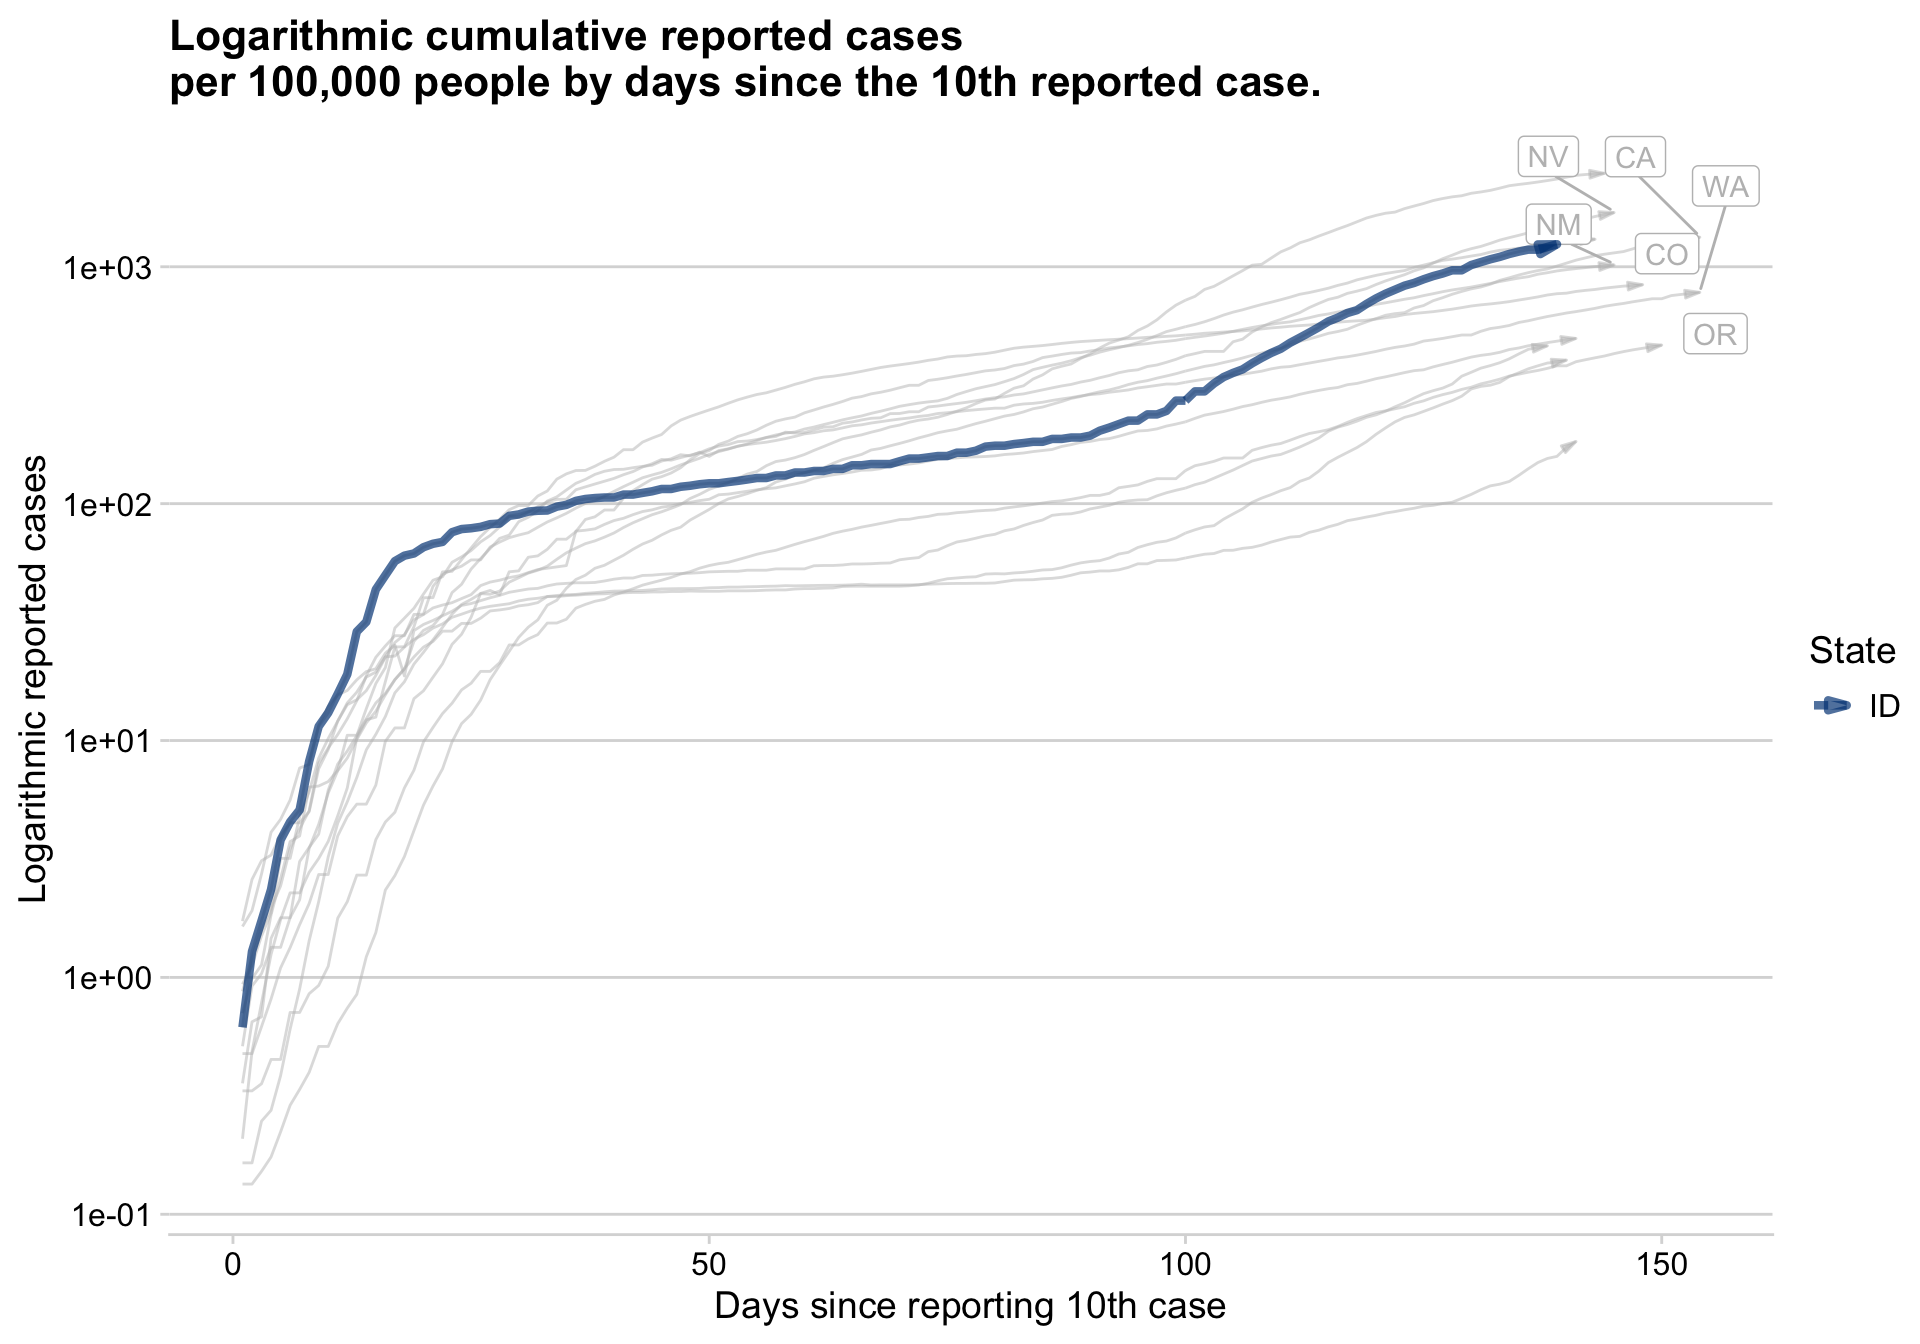 Logarithmic cumulative reported cases
per 100,000 people by days since the 10th reported case.
NV
CA
WA
NM
CO
OR
1e+03
1e+02
1e+01
1e+00
1e-01
Logarithmic reported cases
0
50
100
150
Days since reporting 10th case
State
ID